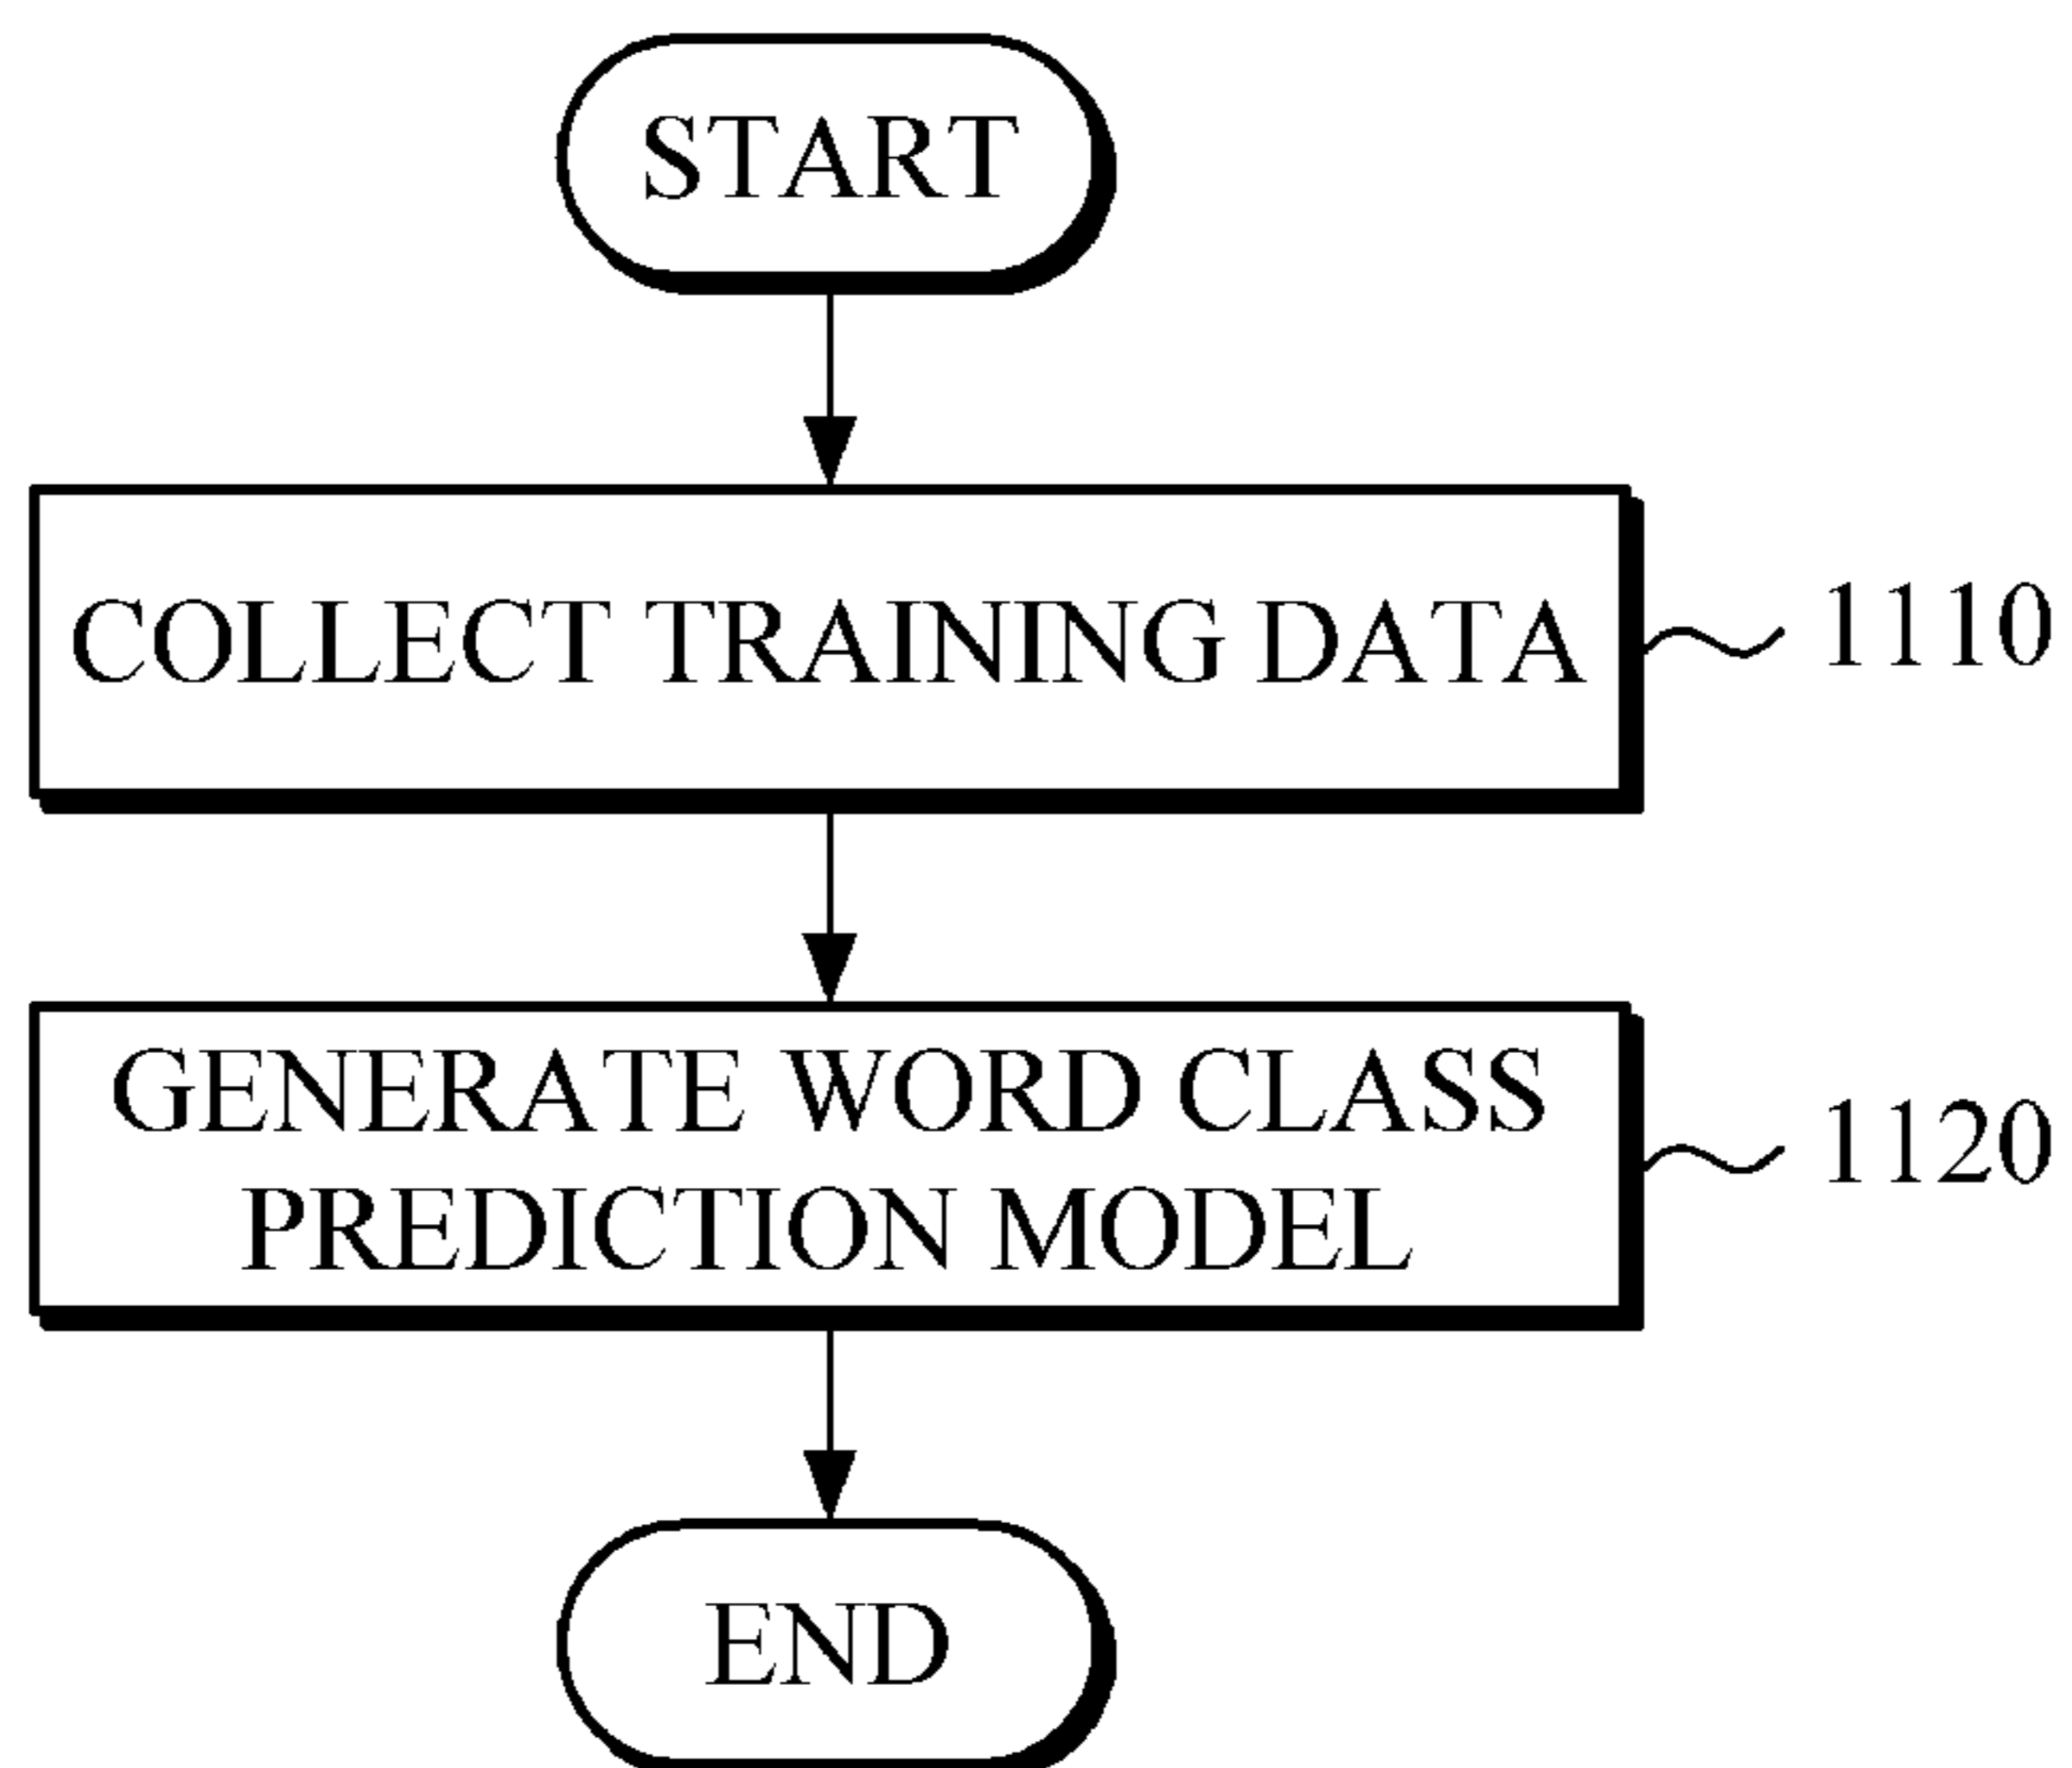 START
COLLECT TRAINING DATA
1110
GENERATE WORD CLASS
PREDICTION MODEL
1120
END